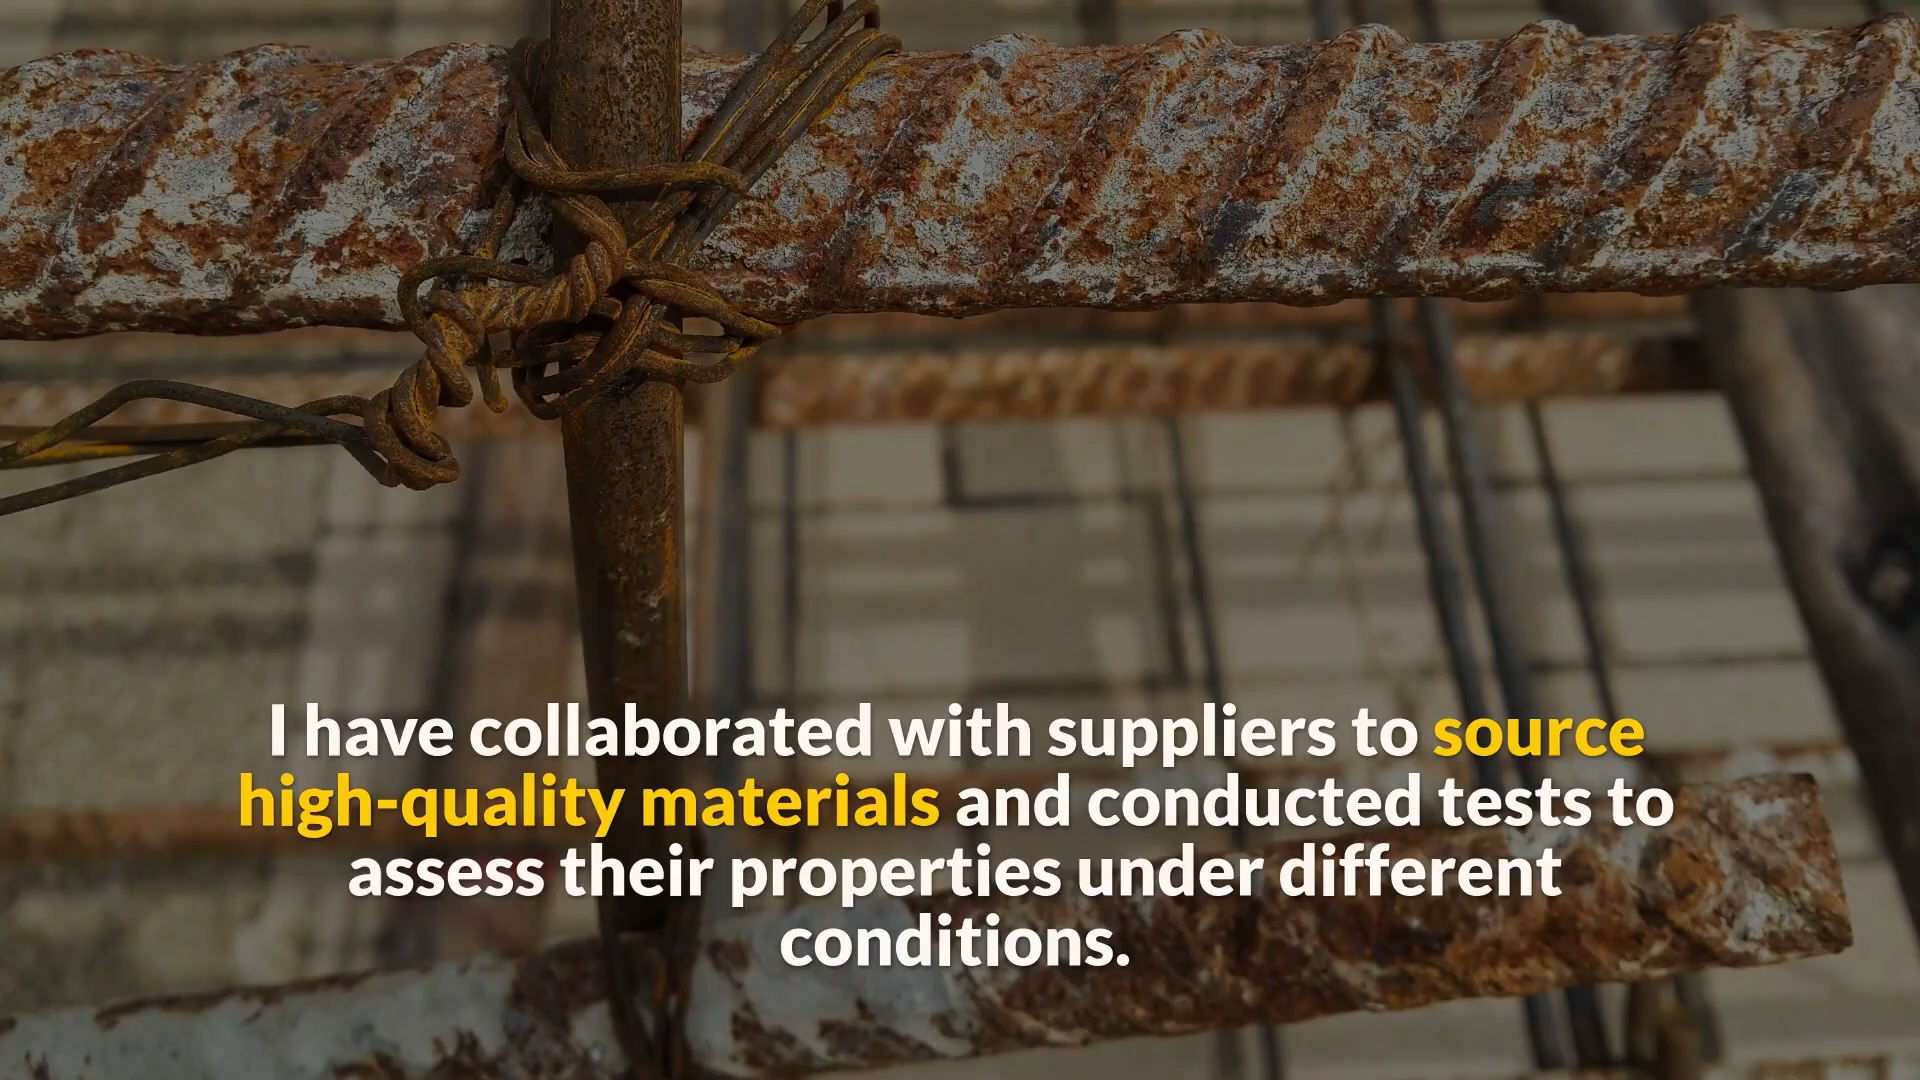 I have collaborated with suppliers to source
high-quality materials and conducted tests to
assess their properties under different
conditions.